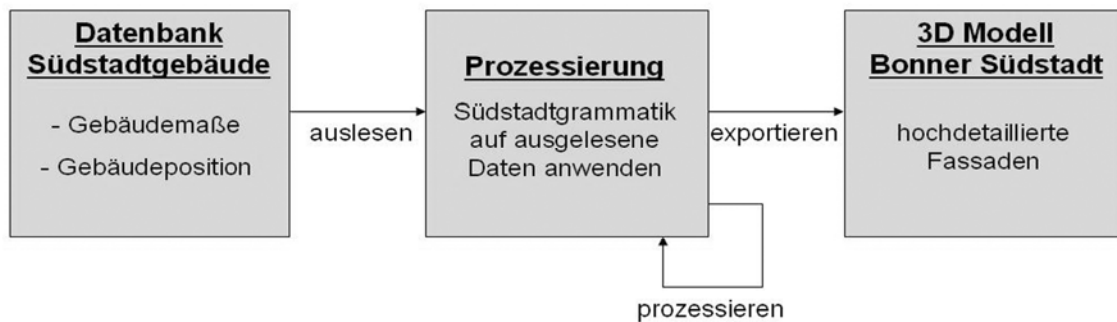 Datenbank
Südstadtgebäude
- Gebäudemaße
- Gebäudeposition
auslesen
Prozessierung
Südstadtgrammatik
auf ausgelesene
Daten anwenden
prozessieren
exportieren
3D Modell
Bonner Südstadt
hochdetaillierte
Fassaden